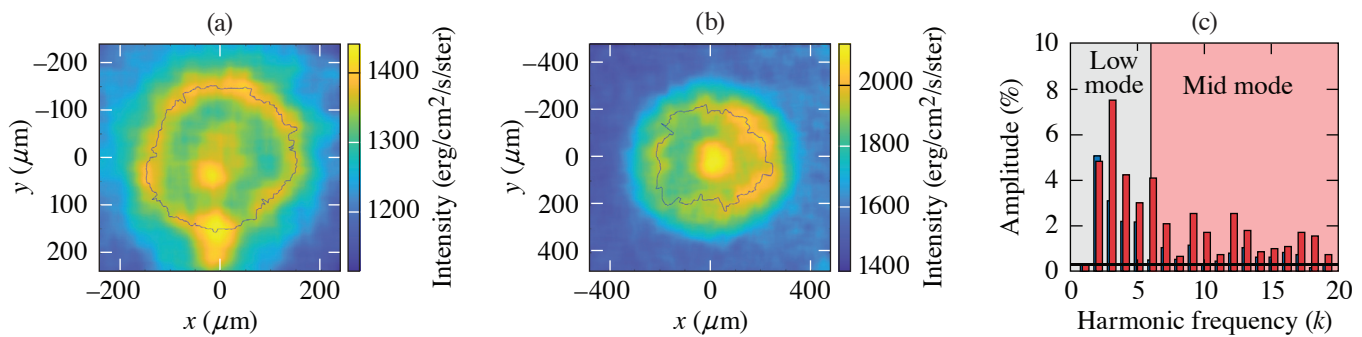 (a)
–200
–100
0
100
200
y (μm)
–200
0
200
x (μm)
1400
1300
1200
Intensity (erg/cm²/s/ster)
(b)
–400
–200
0
200
400
y (μm)
–400
0
400
x (μm)
2000
1800
1600
1400
Intensity (erg/cm²/s/ster)
(c)
10
8
6
4
2
0
Amplitude (%)
Low
mode
Mid mode
0
5
10
15
20
Harmonic frequency (k)